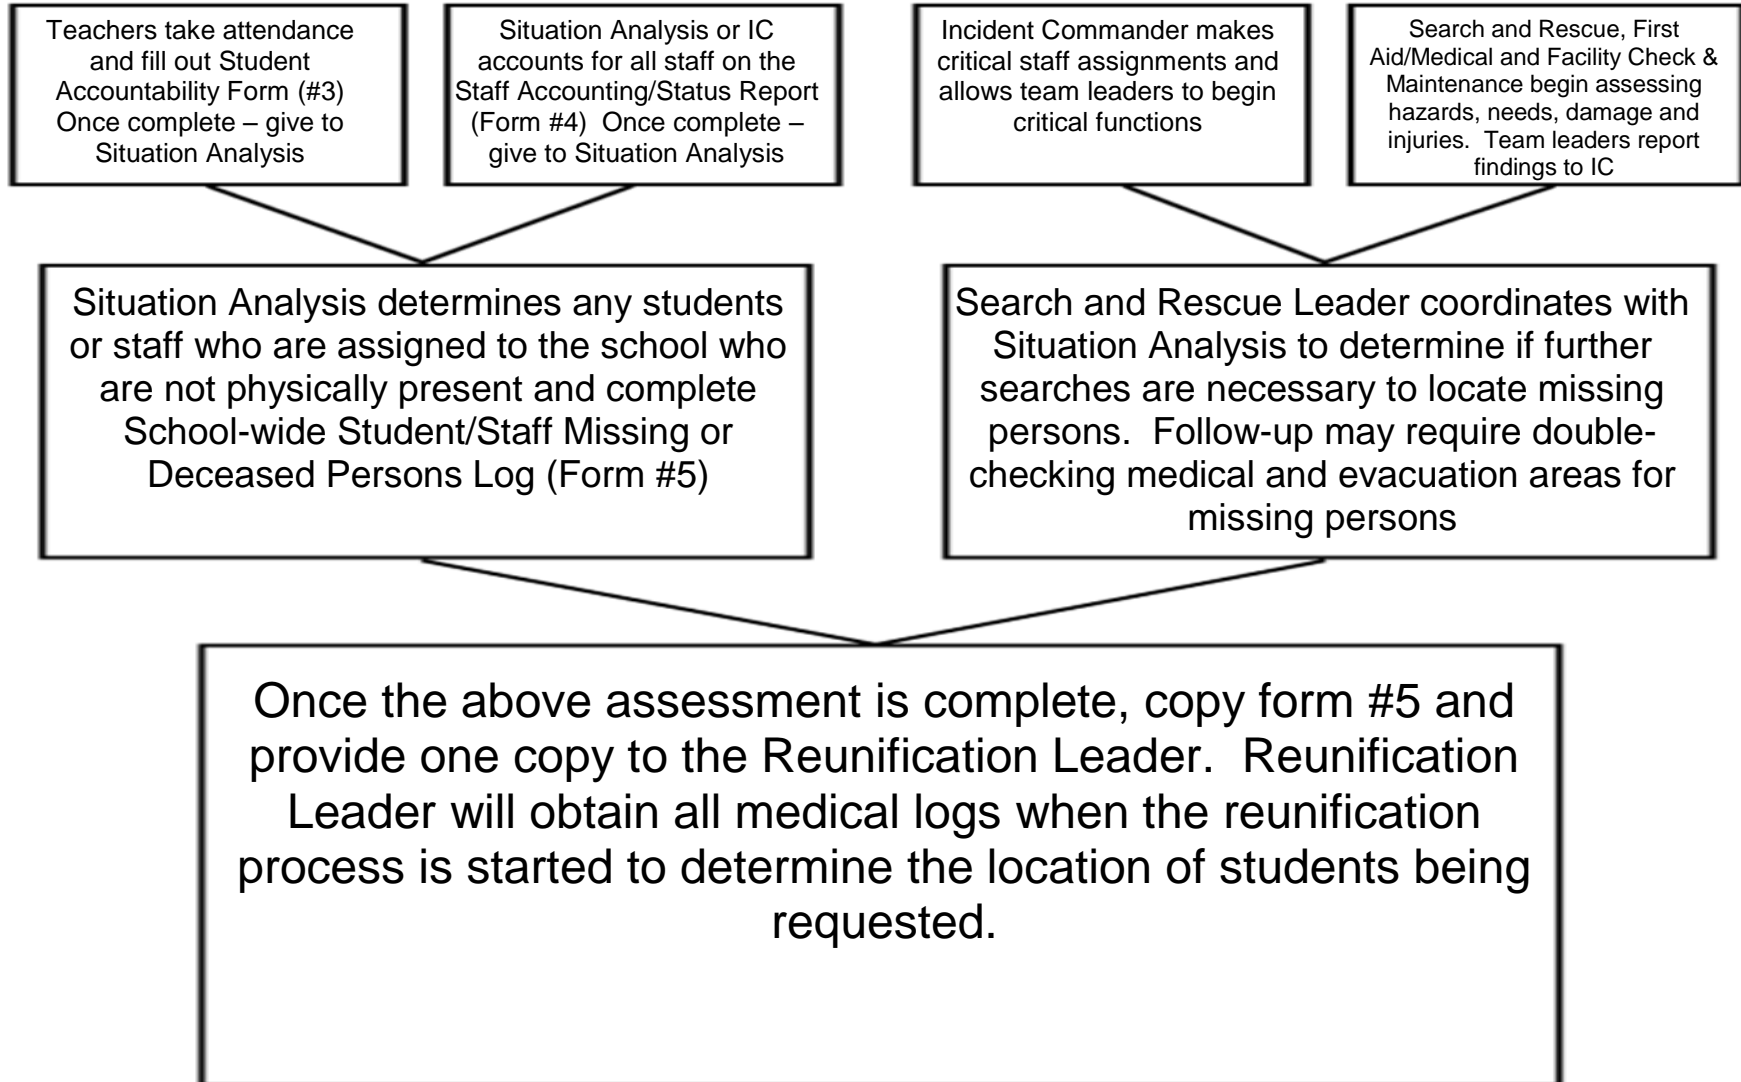 Teachers take attendance
and fill out Student
Accountability Form (#3)
Once complete – give to
Situation Analysis
Situation Analysis or IC
accounts for all staff on the
Staff Accounting/Status Report
(Form #4)  Once complete –
give to Situation Analysis
Incident Commander makes
critical staff assignments and
allows team leaders to begin
critical functions
Search and Rescue, First
Aid/Medical and Facility Check &
Maintenance begin assessing
hazards, needs, damage and
injuries.  Team leaders report
findings to IC
Situation Analysis determines any students
or staff who are assigned to the school who
are not physically present and complete
School-wide Student/Staff Missing or
Deceased Persons Log (Form #5)
Search and Rescue Leader coordinates with
Situation Analysis to determine if further
searches are necessary to locate missing
persons.  Follow-up may require double-
checking medical and evacuation areas for
missing persons
Once the above assessment is complete, copy form #5 and
provide one copy to the Reunification Leader.  Reunification
Leader will obtain all medical logs when the reunification
process is started to determine the location of students being
requested.